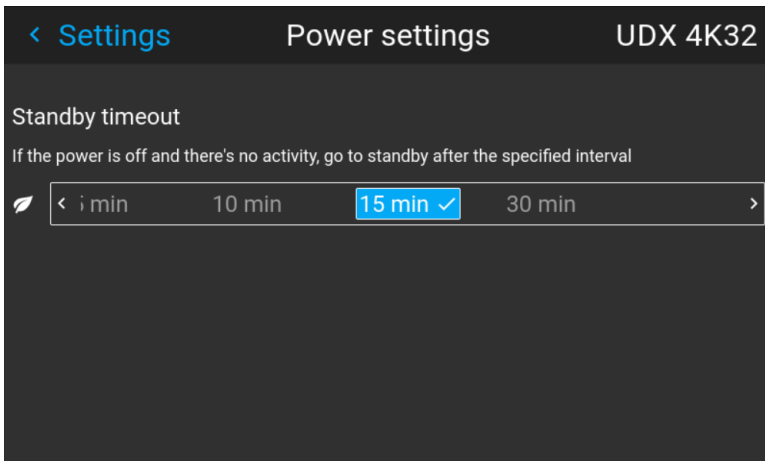 Settings Power settings UDX 4K32
Standby timeout
If the power is off and there's no activity, go to standby after the specified interval
min 10 min 15 min 30 min